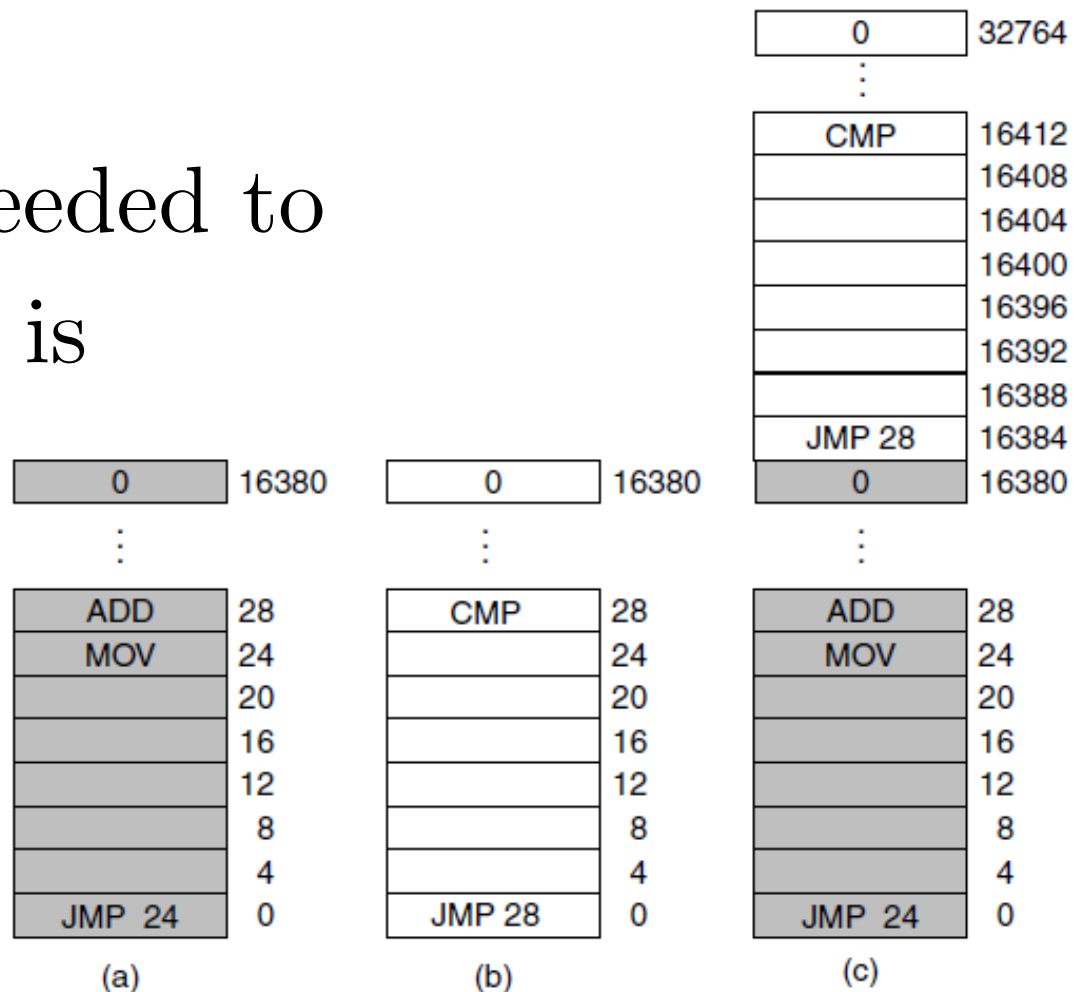 eeded to
is
0 16380
⋮
ADD 28
MOV 24
20
16
12
8
4
JMP 24 0
(a)
0 16380
⋮
CMP 28
24
20
16
12
8
4
JMP 28 0
(b)
0 32764
⋮
CMP 16412
16408
16404
16400
16396
16392
16388
JMP 28 16384
0 16380
⋮
ADD 28
MOV 24
20
16
12
8
4
JMP 24 0
(c)